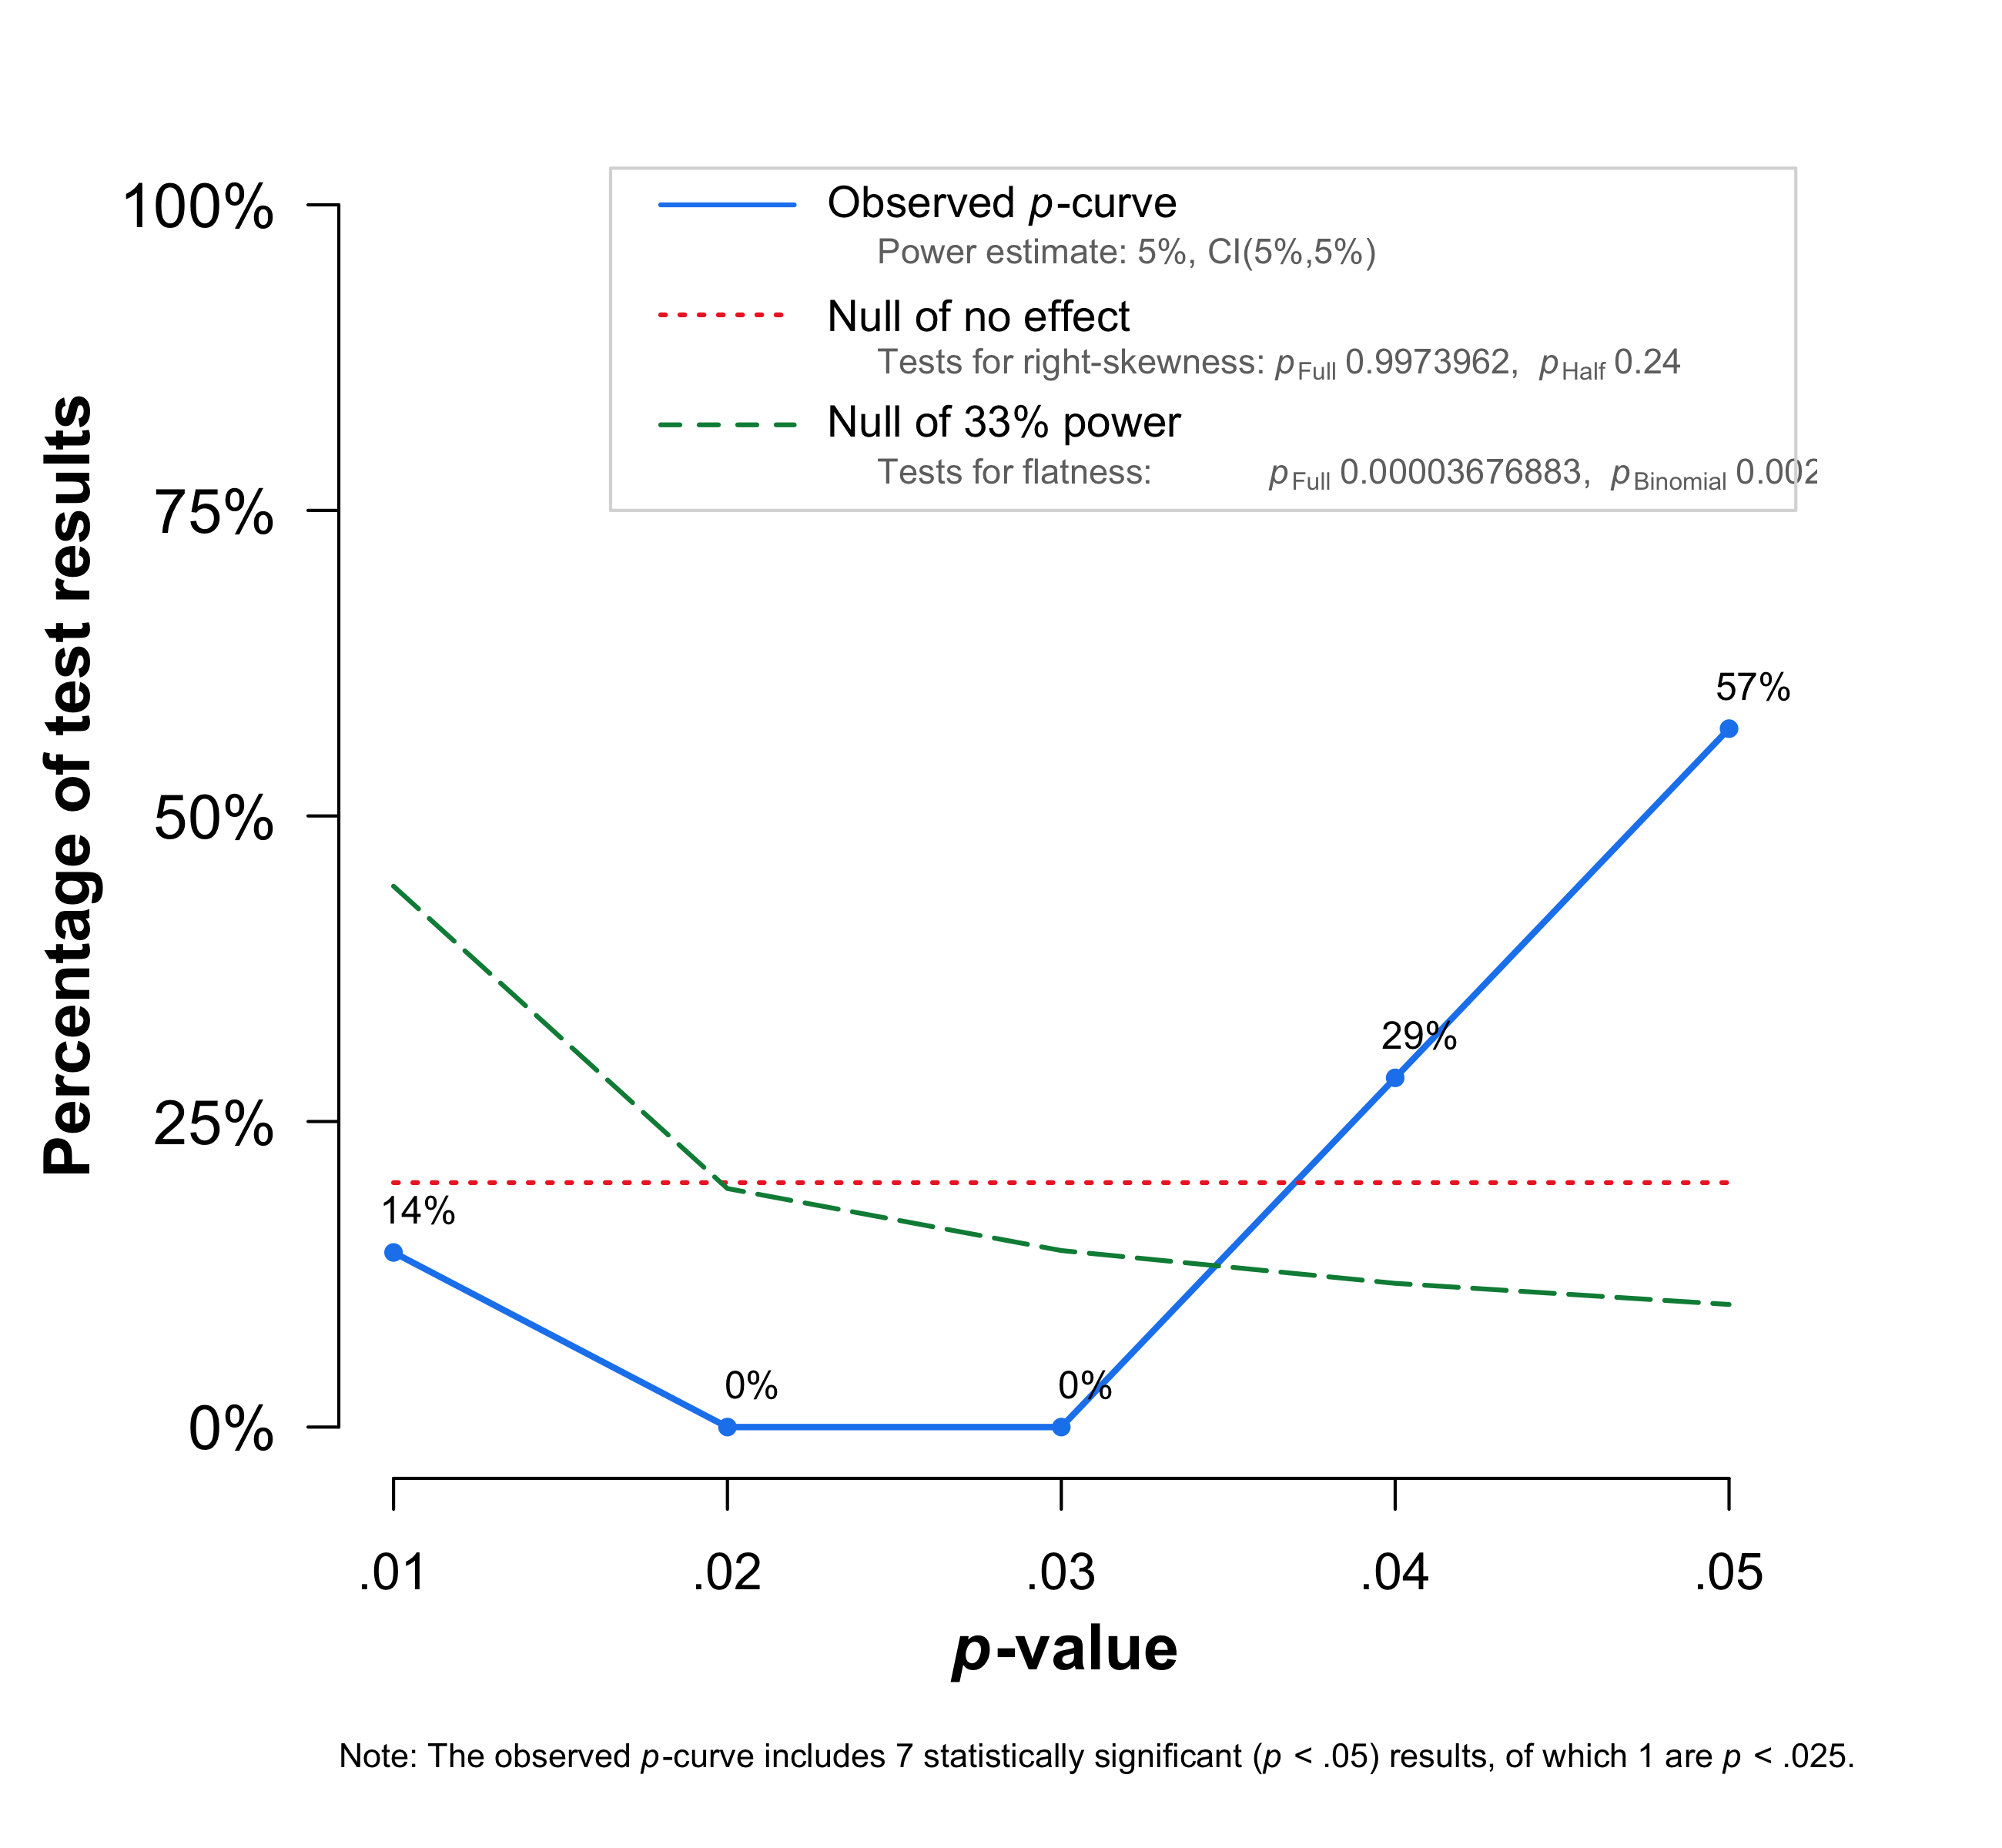 100%
75%
50%
25%
0%
Percentage of test results
Observed p-curve
Power estimate: 5%, CI(5%,5%)
Null of no effect
Tests for right-skewness: pFull 0.9973962, pHalf 0.24
Null of 33% power
Tests for flatness: pFull 0.00003676883, pBinomial 0.002
14%
0%
0%
29%
57%
.01
.02
.03
.04
.05
p-value
Note: The observed p-curve includes 7 statistically significant (p < .05) results, of which 1 are p < .025.